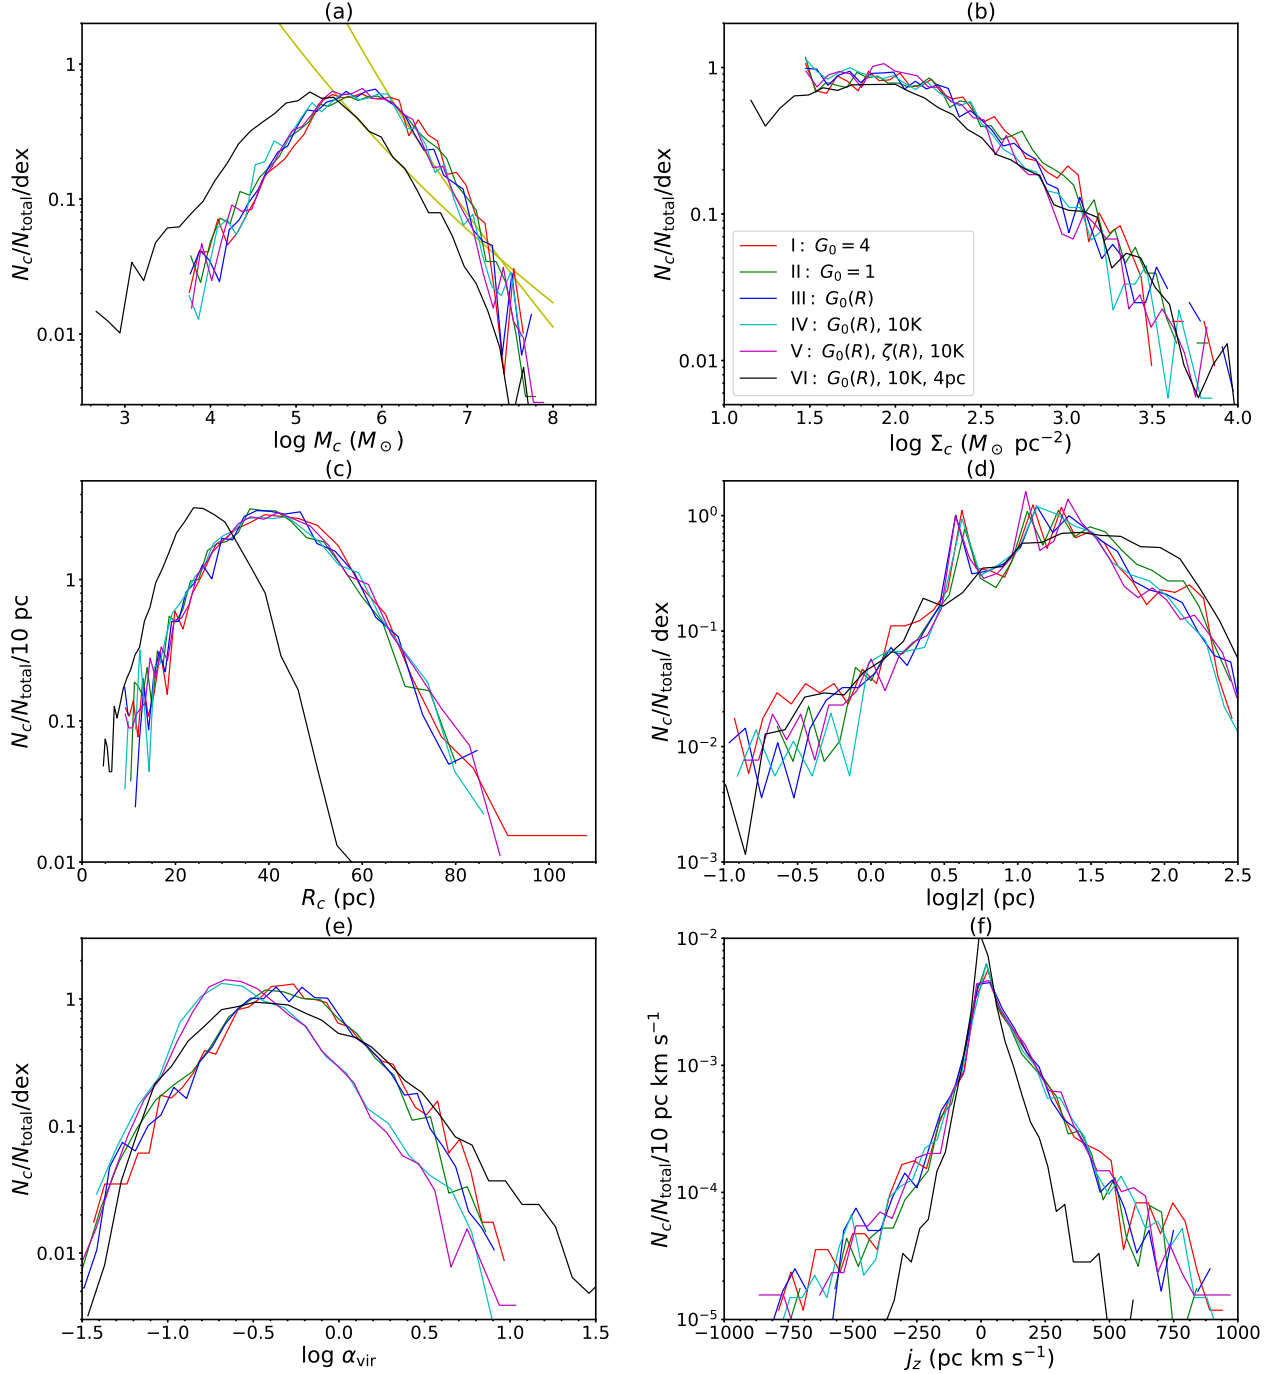 (a)
N_c/N_total/dex
1
0.1
0.01
3 4 5 6 7 8
log M_c (M_⊙)
(b)
N_c/N_total/dex
1
0.1
0.01
I: G_0 = 4
II: G_0 = 1
III: G_0(R)
IV: G_0(R), 10K
V: G_0(R), ζ(R), 10K
VI: G_0(R), 10K, 4pc
1.0 1.5 2.0 2.5 3.0 3.5 4.0
log Σ_c (M_⊙ pc^−2)
(c)
N_c/N_total/10 pc
1
0.1
0.01
0 20 40 60 80 100
R_c (pc)
(d)
N_c/N_total/ dex
10^0
10^−1
10^−2
10^−3
−1.0 −0.5 0.0 0.5 1.0 1.5 2.0 2.5
log|z| (pc)
(e)
N_c/N_total/dex
1
0.1
0.01
−1.5 −1.0 −0.5 0.0 0.5 1.0 1.5
log α_vir
(f)
N_c/N_total/10 pc km s^−1
10^−2
10^−3
10^−4
10^−5
−1000 −750 −500 −250 0 250 500 750 1000
j_z (pc km s^−1)